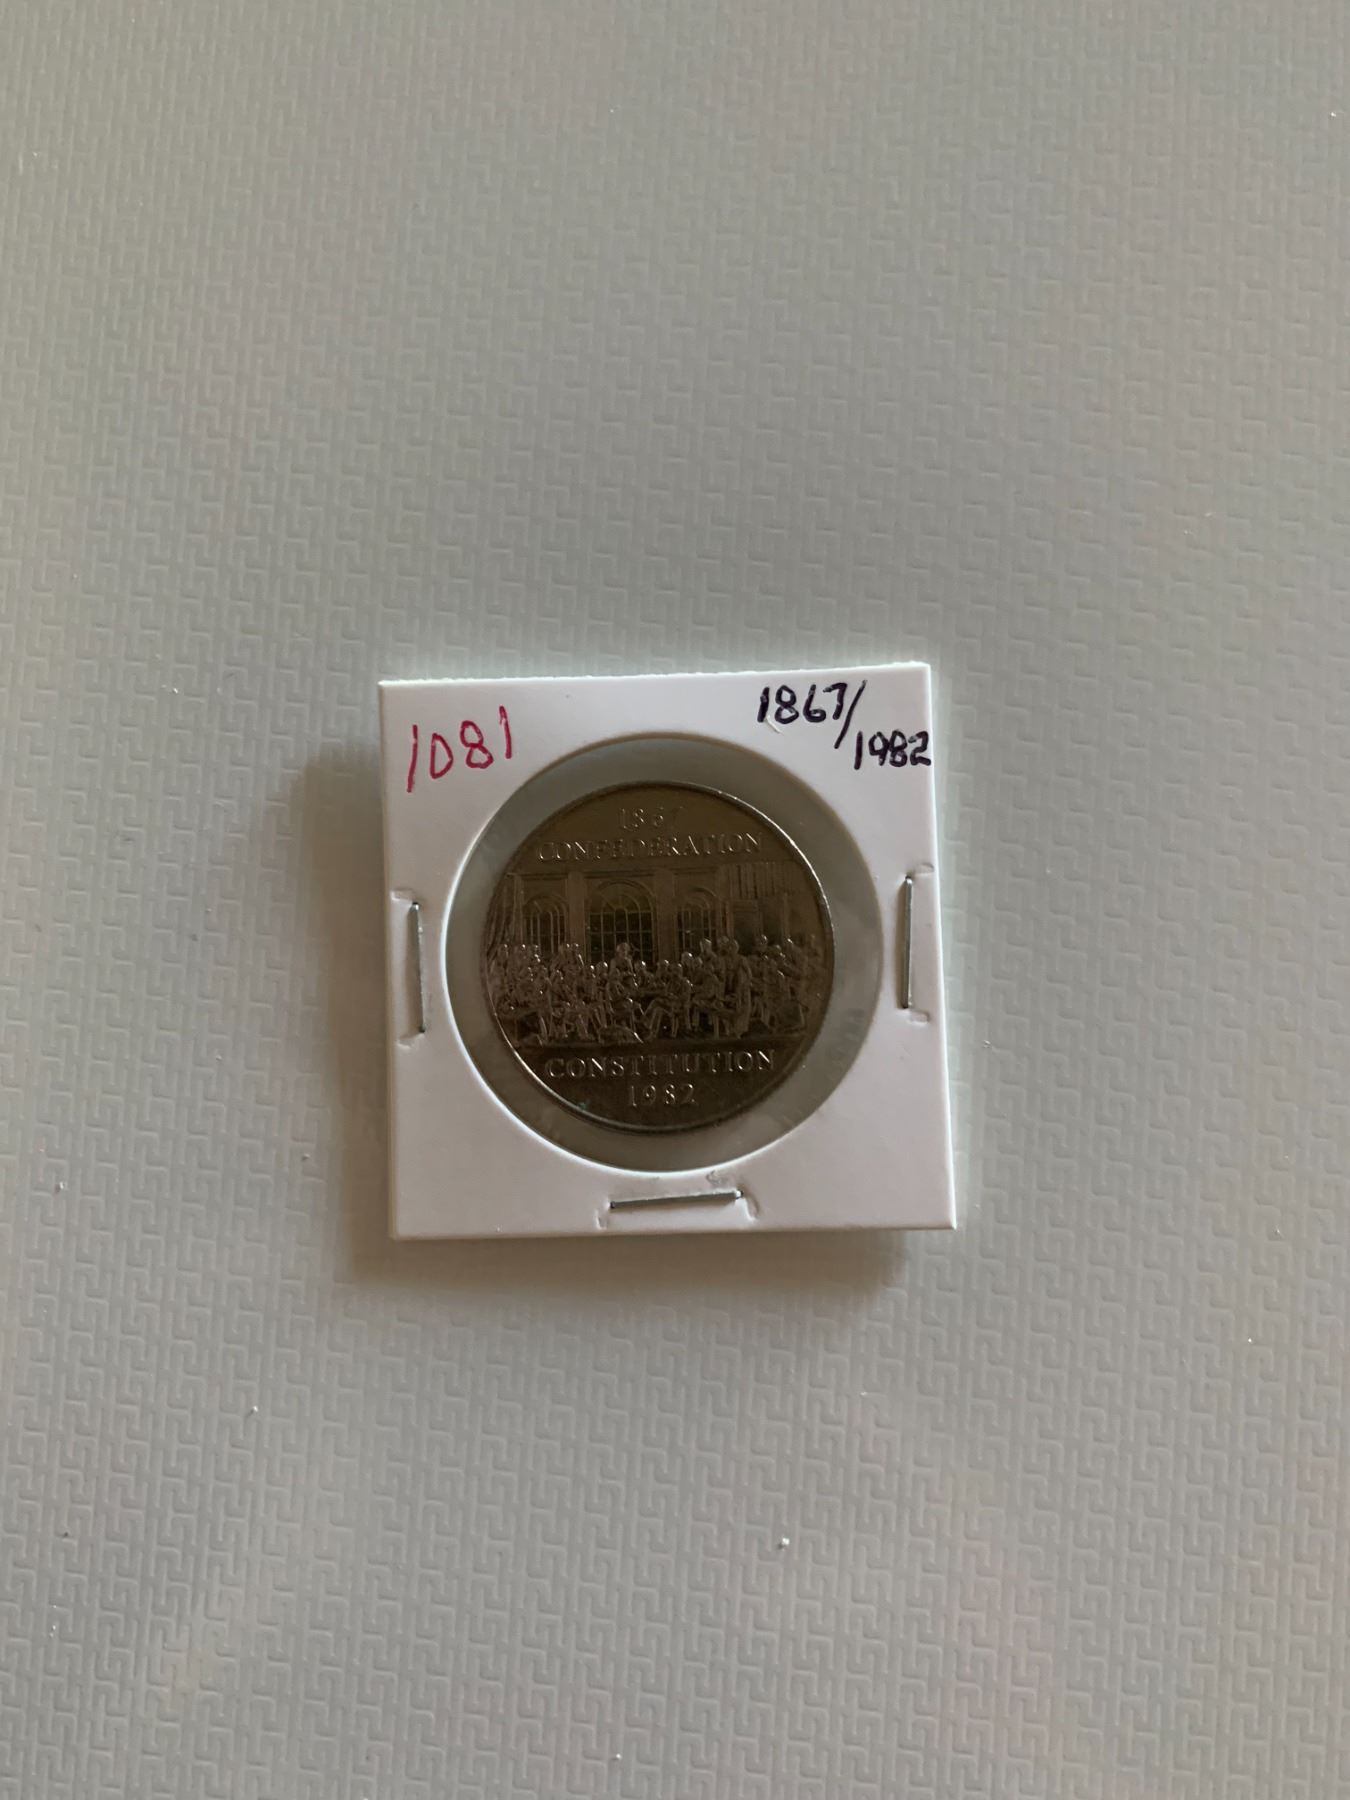 1081
1867/
1982
1867
CONFEDERATION
CONSTITUTION
1982